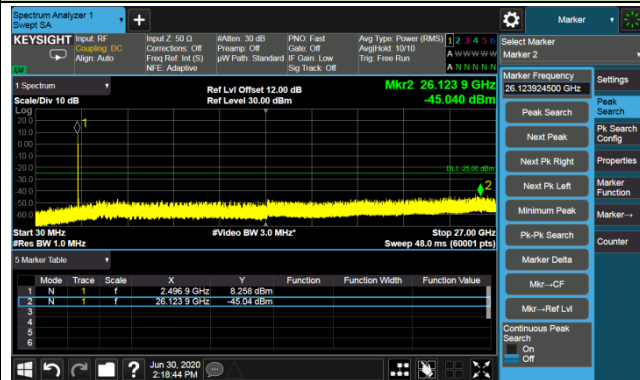 Spectrum Analyzer 1
Swept SA
+
Marker
KEYSIGHT
Input: RF
Coupling: DC
Align: Auto
Input Z: 50 Ω
Corrections: Off
Freq Ref: Int (S)
NFE: Adaptive
#Atten: 30 dB
Preamp: Off
µW Path: Standard
PNO: Fast
Gate: Off
IF Gain: Low
Sig Track: Off
Avg Type: Power (RMS)
Avg|Hold: 10/10
Trig: Free Run
1 2 3 4 5 6
A W W W W W
A N N N N N
Select Marker
Marker 2
1 Spectrum
Scale/Div 10 dB
Ref Lvl Offset 12.00 dB
Ref Level 30.00 dBm
Mkr2 26.123 9 GHz
-45.040 dBm
Log
20.0
10.0
0.00
-10.0
-20.0
-30.0
-40.0
-50.0
-60.0
1
DL1 -25.00 dBm
2
Start 30 MHz
#Res BW 1.0 MHz
#Video BW 3.0 MHz*
Stop 27.00 GHz
Sweep 48.0 ms (60001 pts)
5 Marker Table
Mode Trace Scale X Y Function Function Width Function Value
1 N 1 f 2.496 9 GHz 8.258 dBm
2 N 1 f 26.123 9 GHz -45.04 dBm
3
4
5
6
Marker Frequency
26.123924500 GHz
Peak Search
Next Peak
Next Pk Right
Next Pk Left
Minimum Peak
Pk-Pk Search
Marker Delta
Mkr→CF
Mkr→Ref Lvl
Continuous Peak
Search
On
Off
Settings
Peak
Search
Pk Search
Config
Properties
Marker
Function
Marker→
Counter
?
Jun 30, 2020
2:18:44 PM